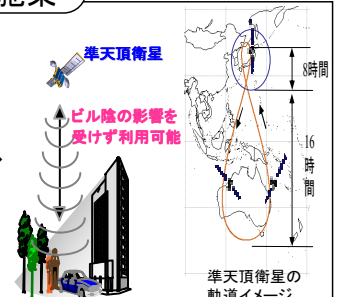 準天頂衛星
ビル陰の影響を
受けず利用可能
8時間
16
時
間
準天頂衛星の
軌道イメージ